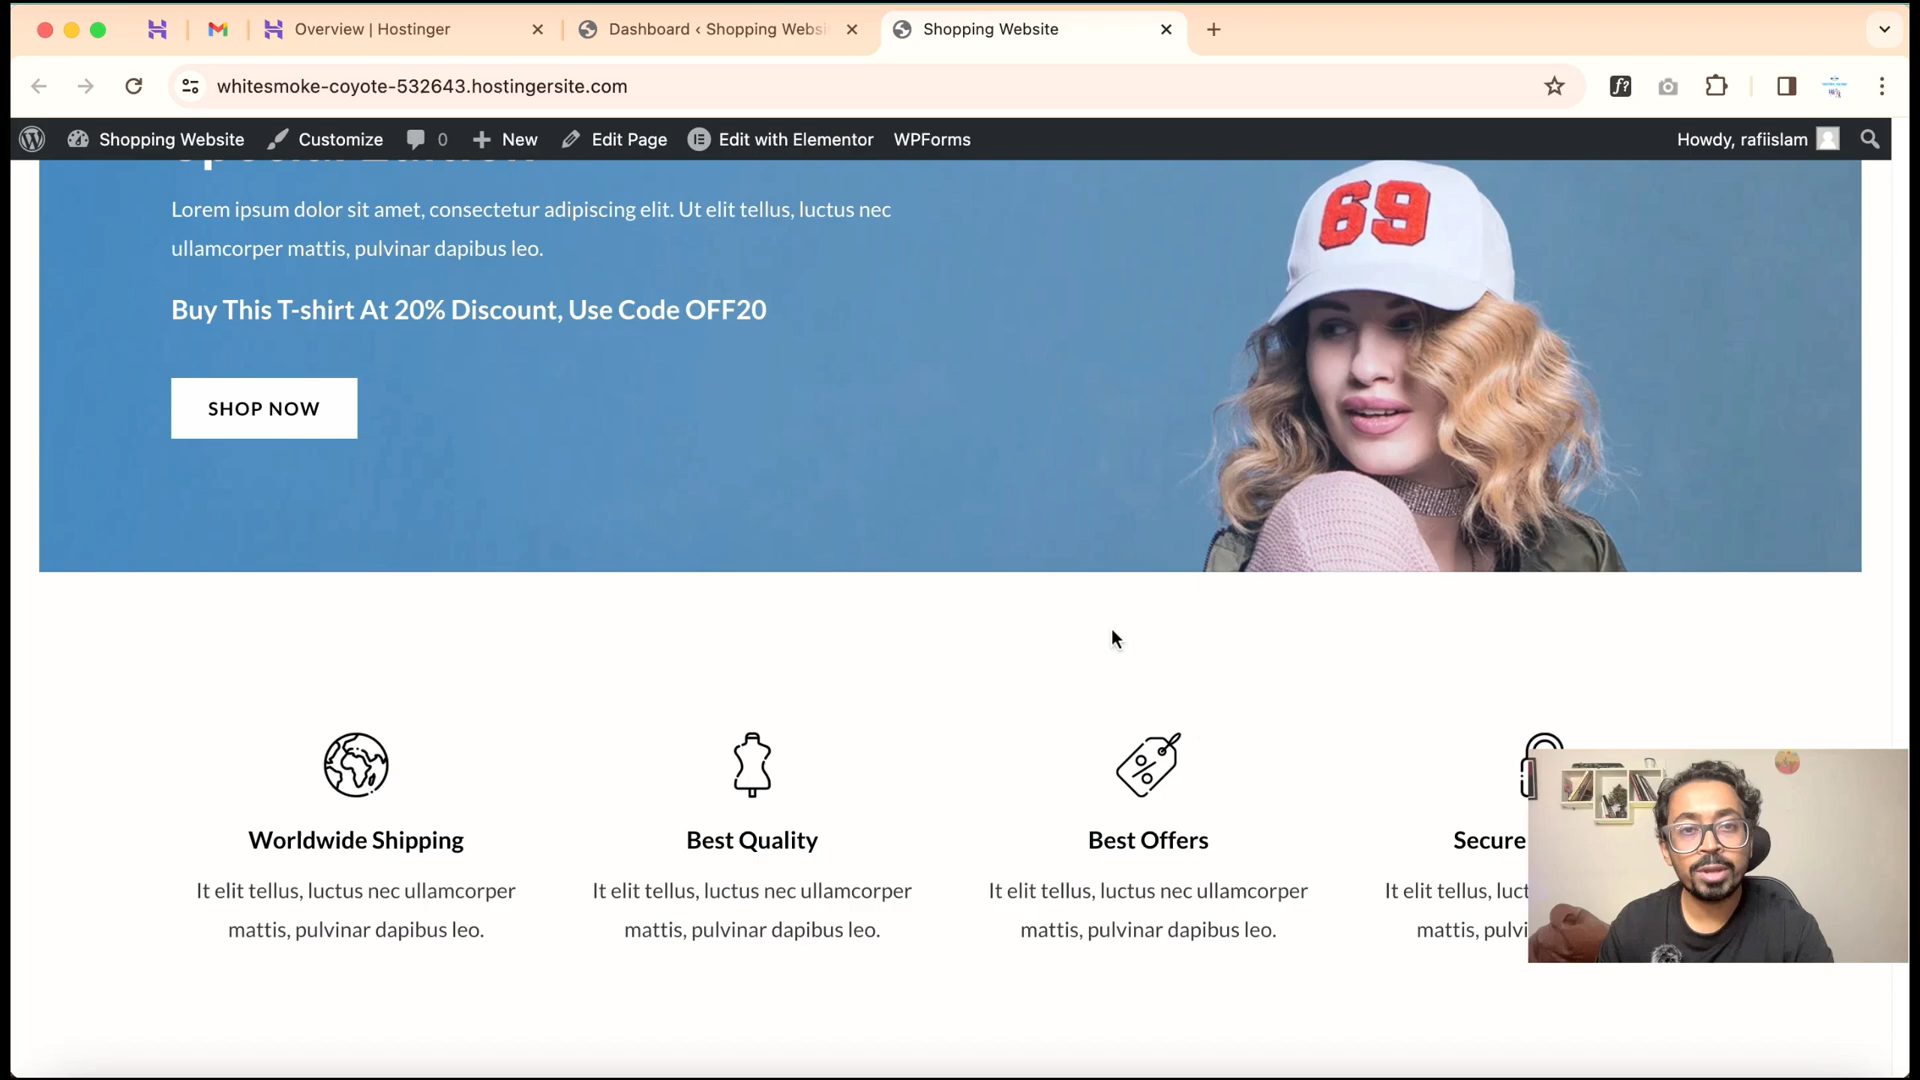 Overview | Hostinger
Dashboard ‹ Shopping Websi
Shopping Website
whitesmoke-coyote-532643.hostingersite.com
f?
Shopping Website
Customize
0
New
Edit Page
Edit with Elementor
WPForms
Howdy, rafiislam
Special Edition
Lorem ipsum dolor sit amet, consectetur adipiscing elit. Ut elit tellus, luctus nec
ullamcorper mattis, pulvinar dapibus leo.
Buy This T-shirt At 20% Discount, Use Code OFF20
SHOP NOW
69
Worldwide Shipping
It elit tellus, luctus nec ullamcorper
mattis, pulvinar dapibus leo.
Best Quality
It elit tellus, luctus nec ullamcorper
mattis, pulvinar dapibus leo.
Best Offers
It elit tellus, luctus nec ullamcorper
mattis, pulvinar dapibus leo.
Secure
It elit tellus, luct
mattis, pulvi